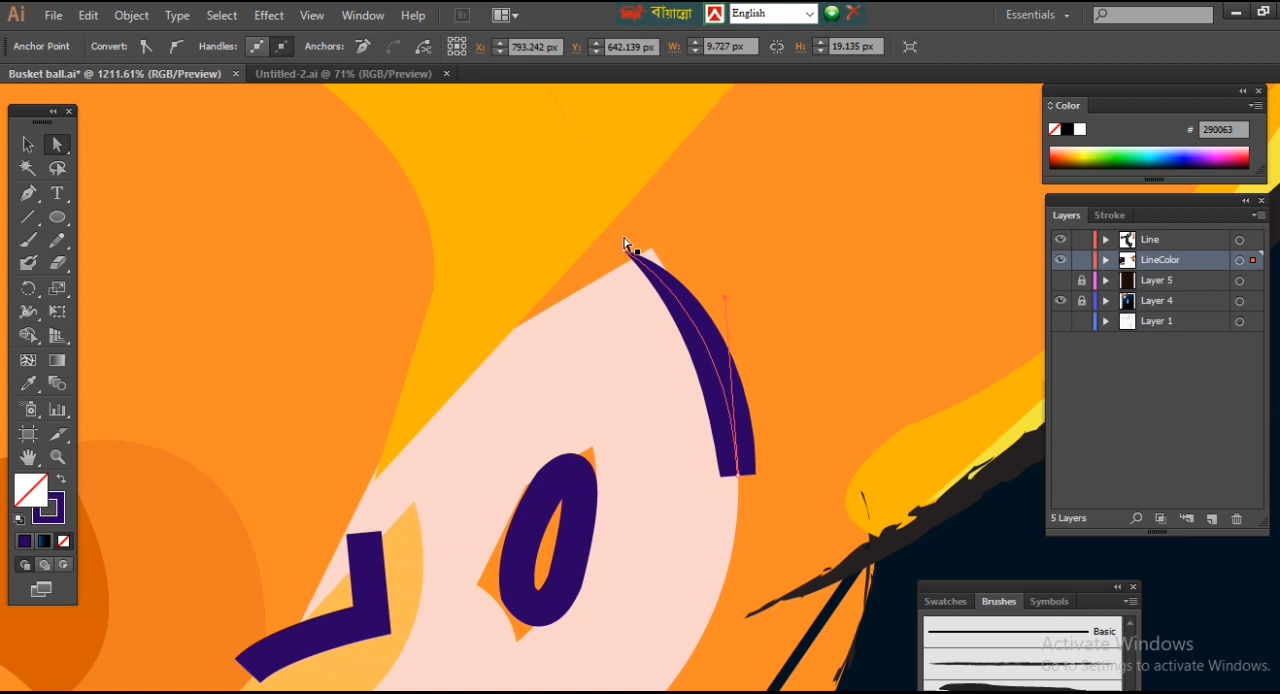 Ai File Edit Object Type Select Effect View Window Help Br বাঁয়ান্নো English Essentials
Anchor Point Convert: Handles: Anchors: X: 793.242 px Y: 642.139 px W: 9.727 px H: 19.135 px
Busket ball.ai* @ 1211.61% (RGB/Preview) × Untitled-2.ai @ 71% (RGB/Preview) ×
Color
# 290063
Layers Stroke
Line
LineColor
Layer 5
Layer 4
Layer 1
5 Layers
Swatches Brushes Symbols
Basic
Activate Windows
Go to Settings to activate Windows.